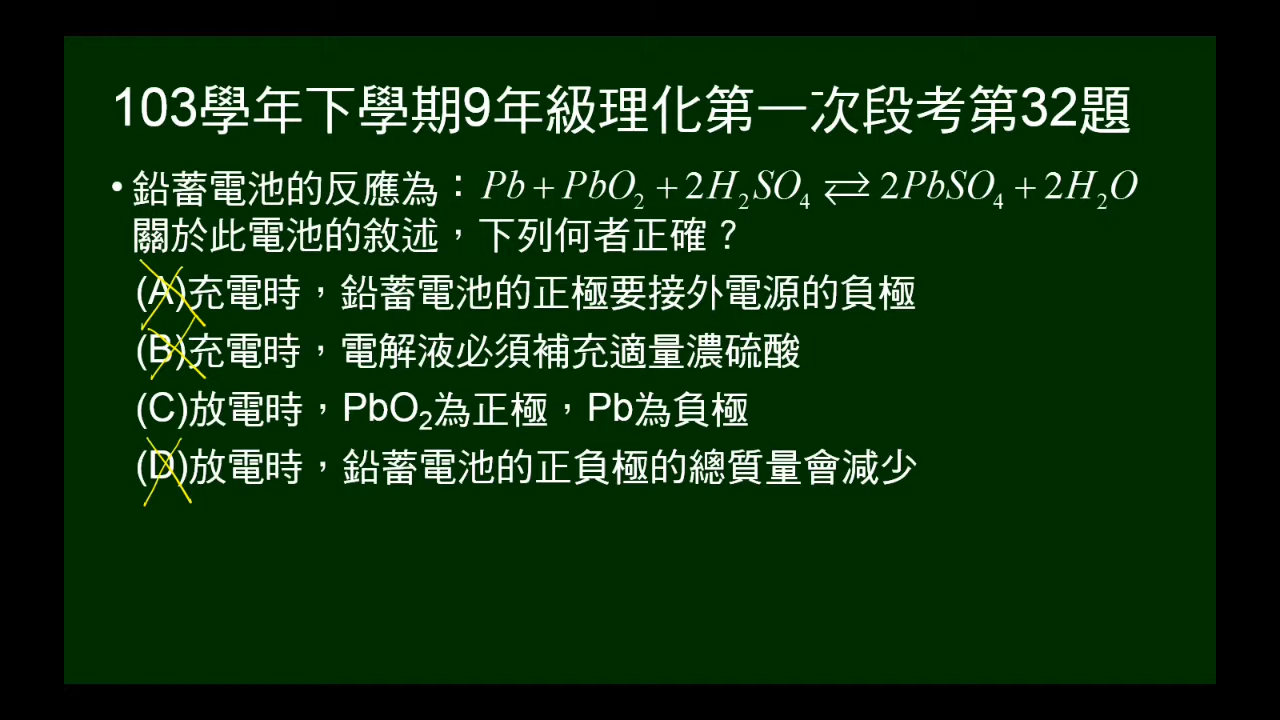 103學年下學期9年級理化第一次段考第32題
• 鉛蓄電池的反應為：Pb + PbO₂ + 2H₂SO₄ ⇌ 2PbSO₄ + 2H₂O
關於此電池的敘述，下列何者正確？
(A)充電時，鉛蓄電池的正極要接外電源的負極
(B)充電時，電解液必須補充適量濃硫酸
(C)放電時，PbO₂為正極，Pb為負極
(D)放電時，鉛蓄電池的正負極的總質量會減少